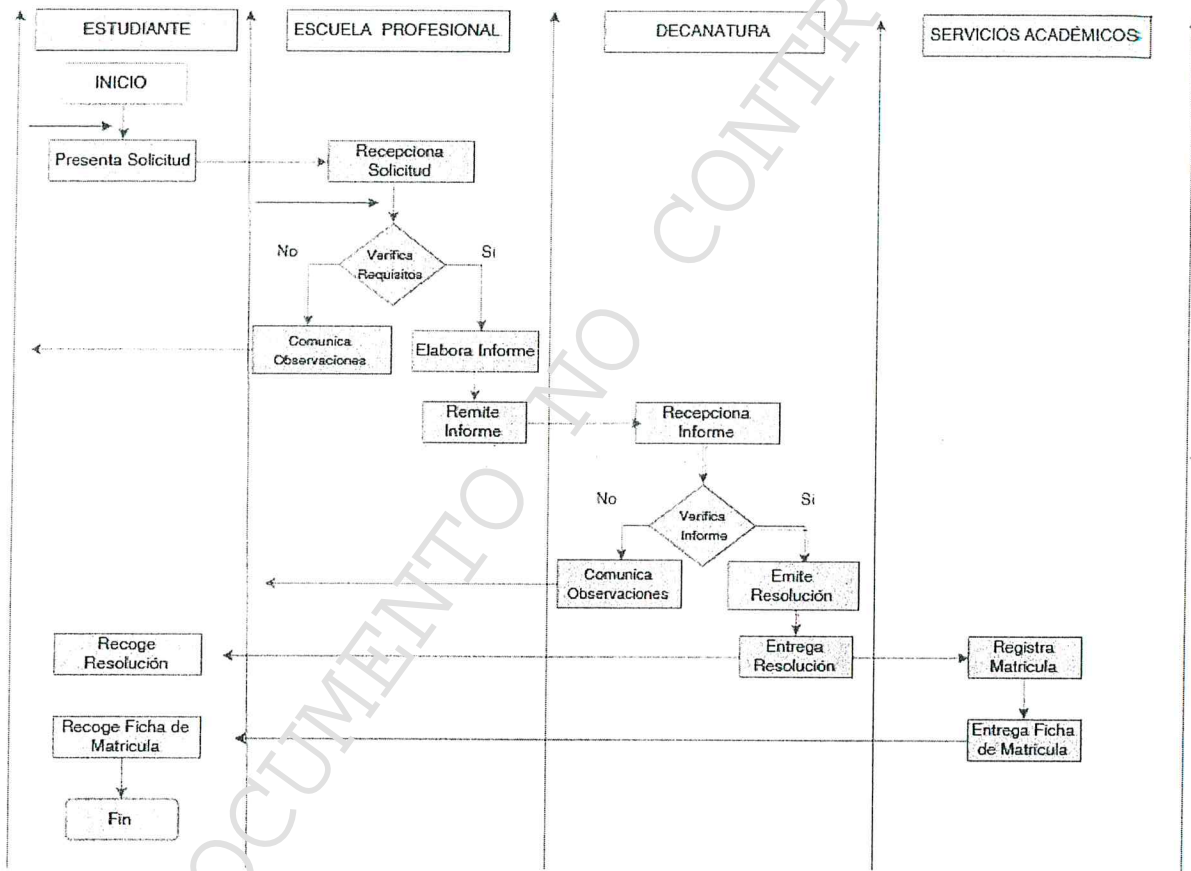 ESTUDIANTE
ESCUELA PROFESIONAL
DECANATURA
SERVICIOS ACADÉMICOS
INICIO
Presenta Solicitud
Recepciona
Solicitud
No
Verifica
Requisitos
Si
Comunica
Observaciones
Elabora Informe
Remite
Informe
Recepciona
Informe
No
Verifica
Informe
Si
Comunica
Observaciones
Emite
Resolución
Recoge
Resolución
Entrega
Resolución
Registra
Matricula
Recoge Ficha de
Matricula
Entrega Ficha
de Matricula
Fin
OCUMENTO NO CONTR